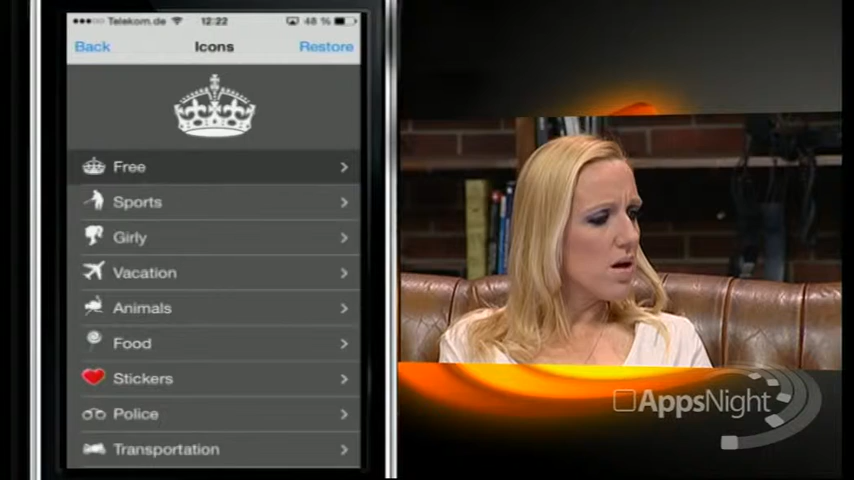 Telekom.de 12:22 48 %
Back Icons Restore
Free
Sports
Girly
Vacation
Animals
Food
Stickers
Police
Transportation
AppsNight